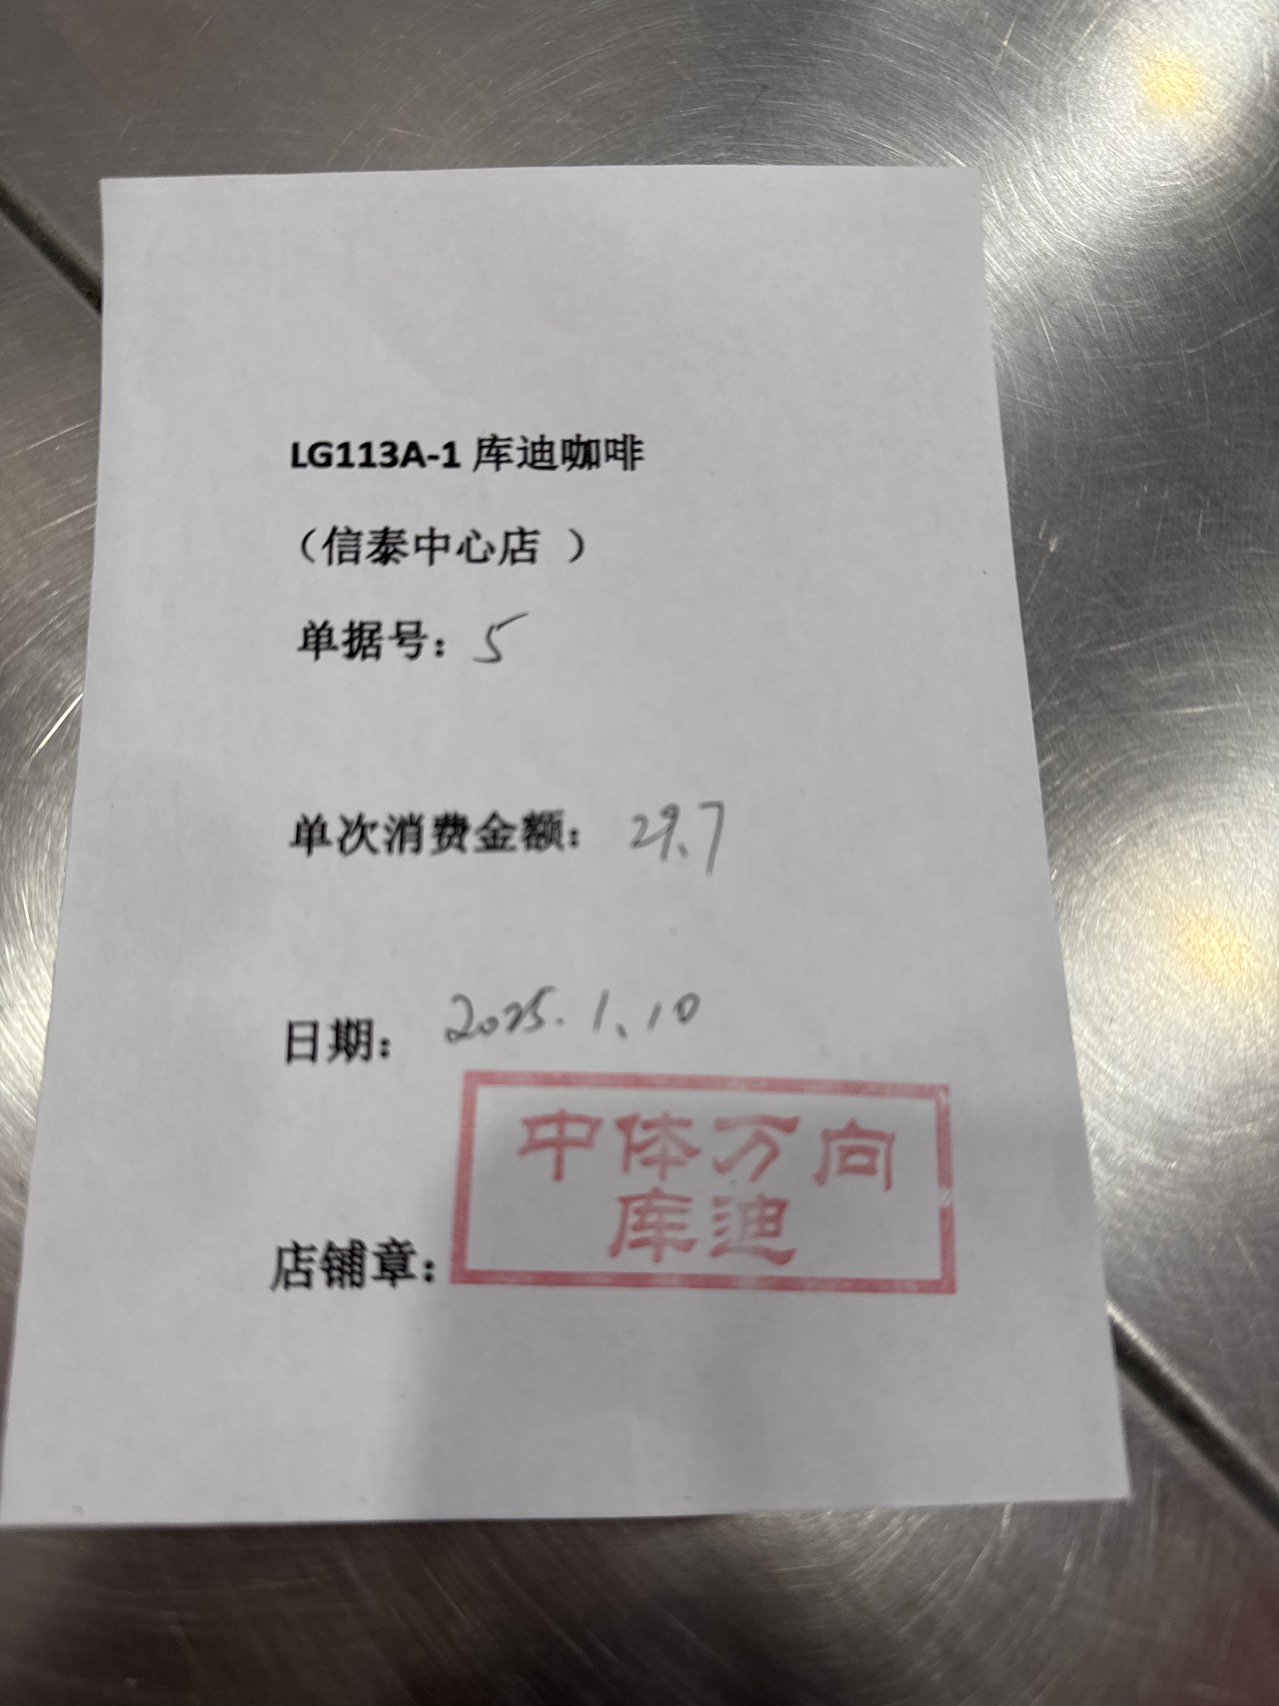 LG113A-1 库迪咖啡
（信泰中心店 ）
单据号：5
单次消费金额：29.7
日期：2025.1.10
中体万向
库迪
店铺章：